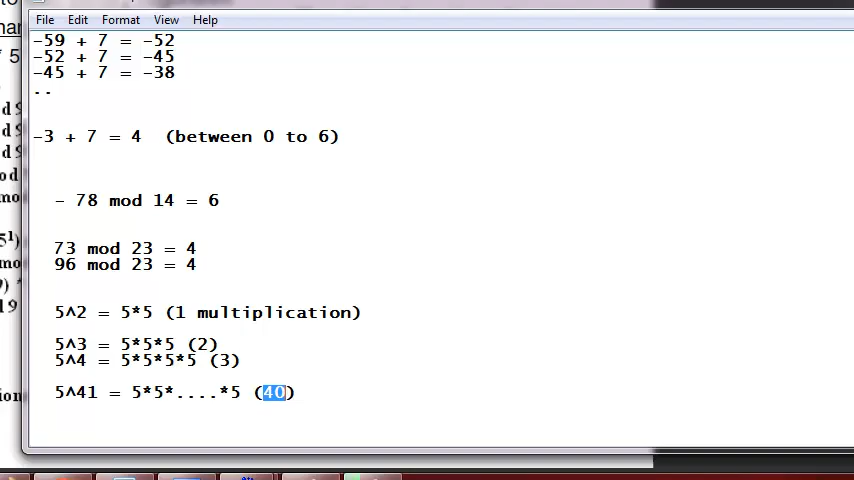 File Edit Format View Help
-59 + 7 = -52
-52 + 7 = -45
-45 + 7 = -38
..
-3 + 7 = 4 (between 0 to 6)
- 78 mod 14 = 6
73 mod 23 = 4
96 mod 23 = 4
5^2 = 5*5 (1 multiplication)
5^3 = 5*5*5 (2)
5^4 = 5*5*5*5 (3)
5^41 = 5*5*....*5 (40)